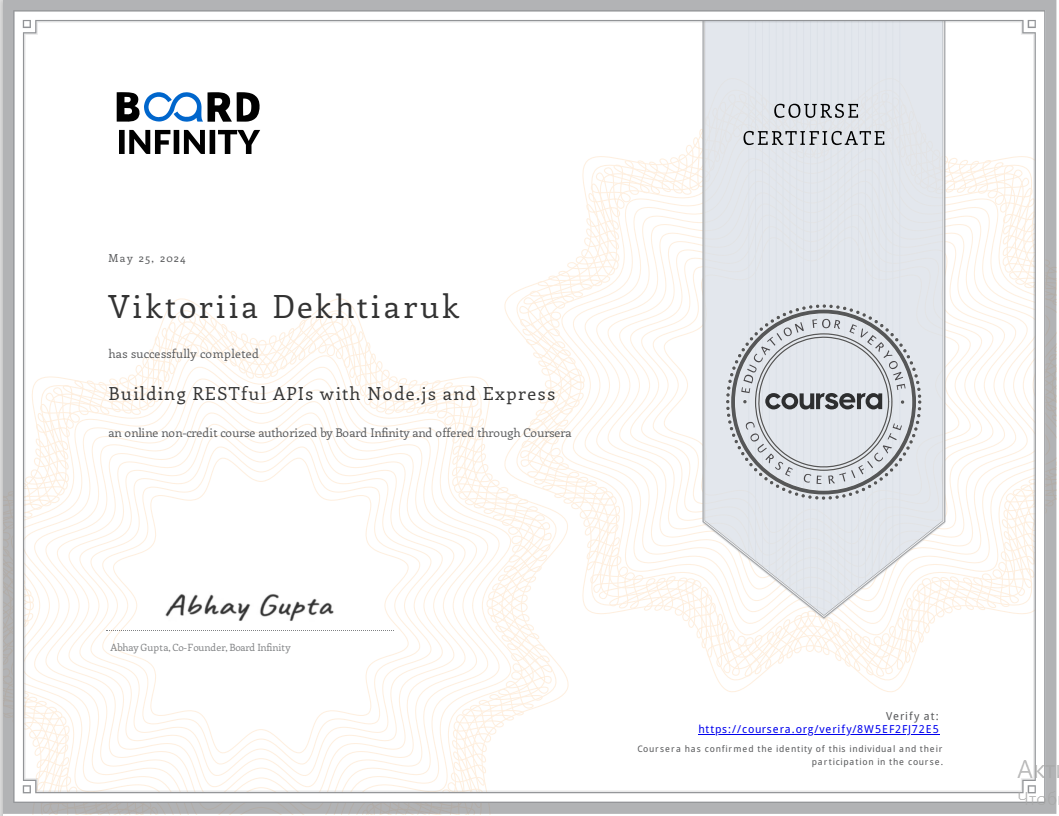 BOARD
INFINITY
COURSE
CERTIFICATE
May 25, 2024
Viktoriia Dekhtiaruk
has successfully completed
Building RESTful APIs with Node.js and Express
an online non-credit course authorized by Board Infinity and offered through Coursera
EDUCATION FOR EVERYONE
coursera
COURSE CERTIFICATE
Abhay Gupta
Abhay Gupta, Co-Founder, Board Infinity
Verify at:
https://coursera.org/verify/8W5EF2FJ72E5
Coursera has confirmed the identity of this individual and their
participation in the course.